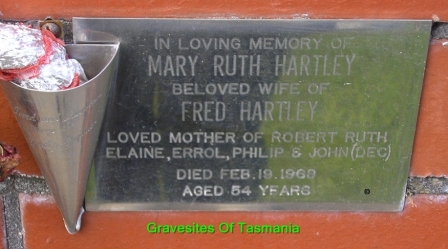 IN LOVING MEMORY OF
MARY RUTH HARTLEY
BELOVED WIFE OF
FRED HARTLEY
LOVED MOTHER OF ROBERT RUTH
ELAINE, ERROL, PHILIP & JOHN (DEC)
DIED FEB. 19. 1969
AGED 54 YEARS
Gravesites Of Tasmania